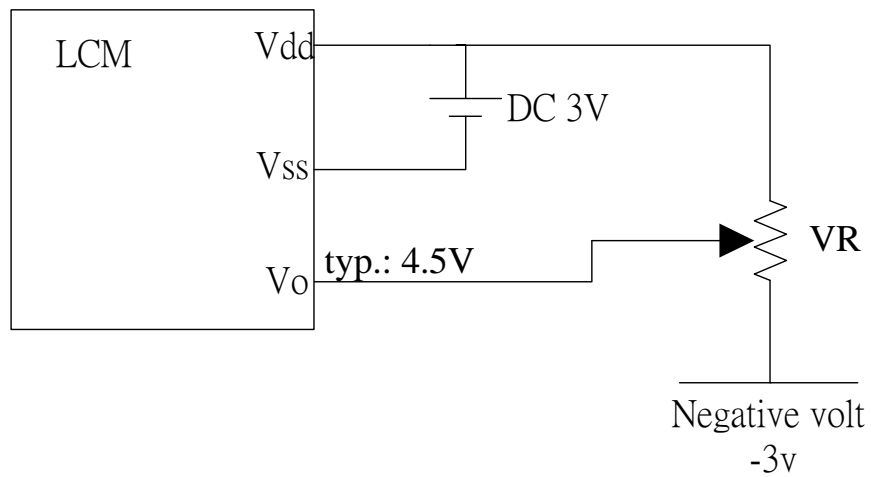 LCM
Vdd
DC 3V
Vss
typ.: 4.5V
Vo
VR
Negative volt
-3v